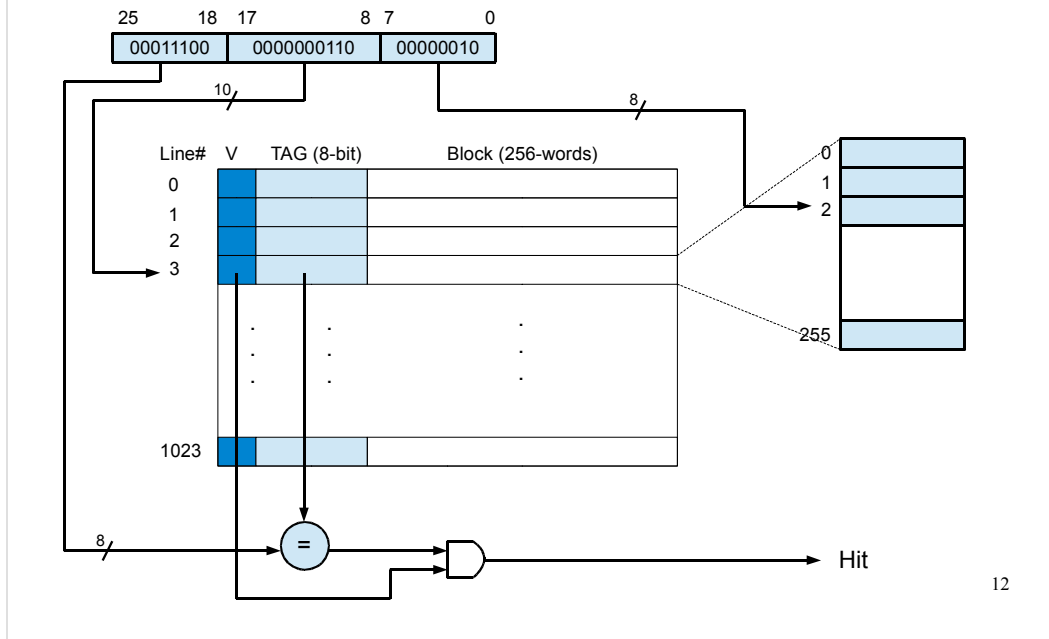 25 18 17 8 7 0
00011100 0000000110 00000010
10
8
Line# V TAG (8-bit) Block (256-words)
0
1
2
3
. . .
. . .
. . .
1023
0
1
2
255
8
=
Hit
12